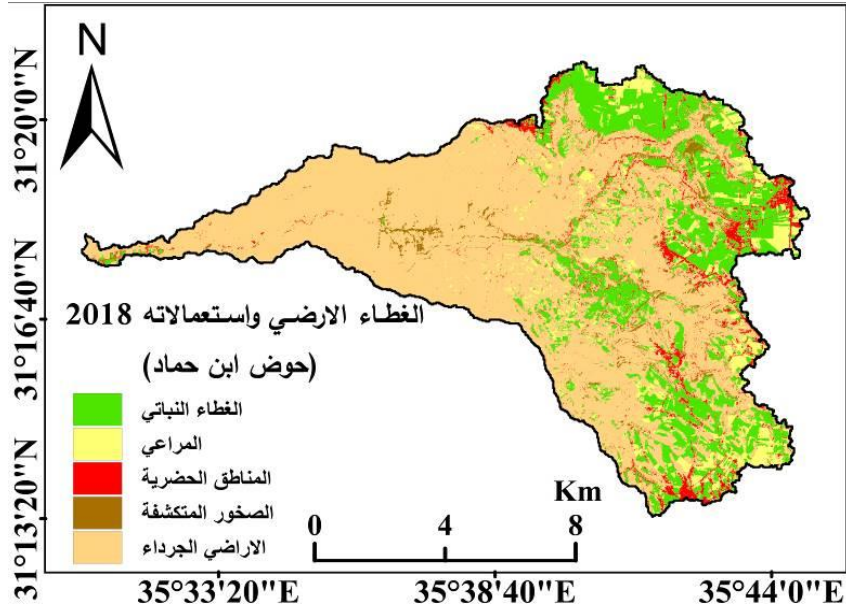 N
31°20'0"N
31°16'40"N
31°13'20"N
الغطاء الارضي واستعمالاته 2018
(حوض ابن حماد)
الغطاء النباتي
المراعي
المناطق الحضرية
الصخور المتكشفة
الاراضي الجرداء
Km
0 4 8
35°33'20"E 35°38'40"E 35°44'0"E